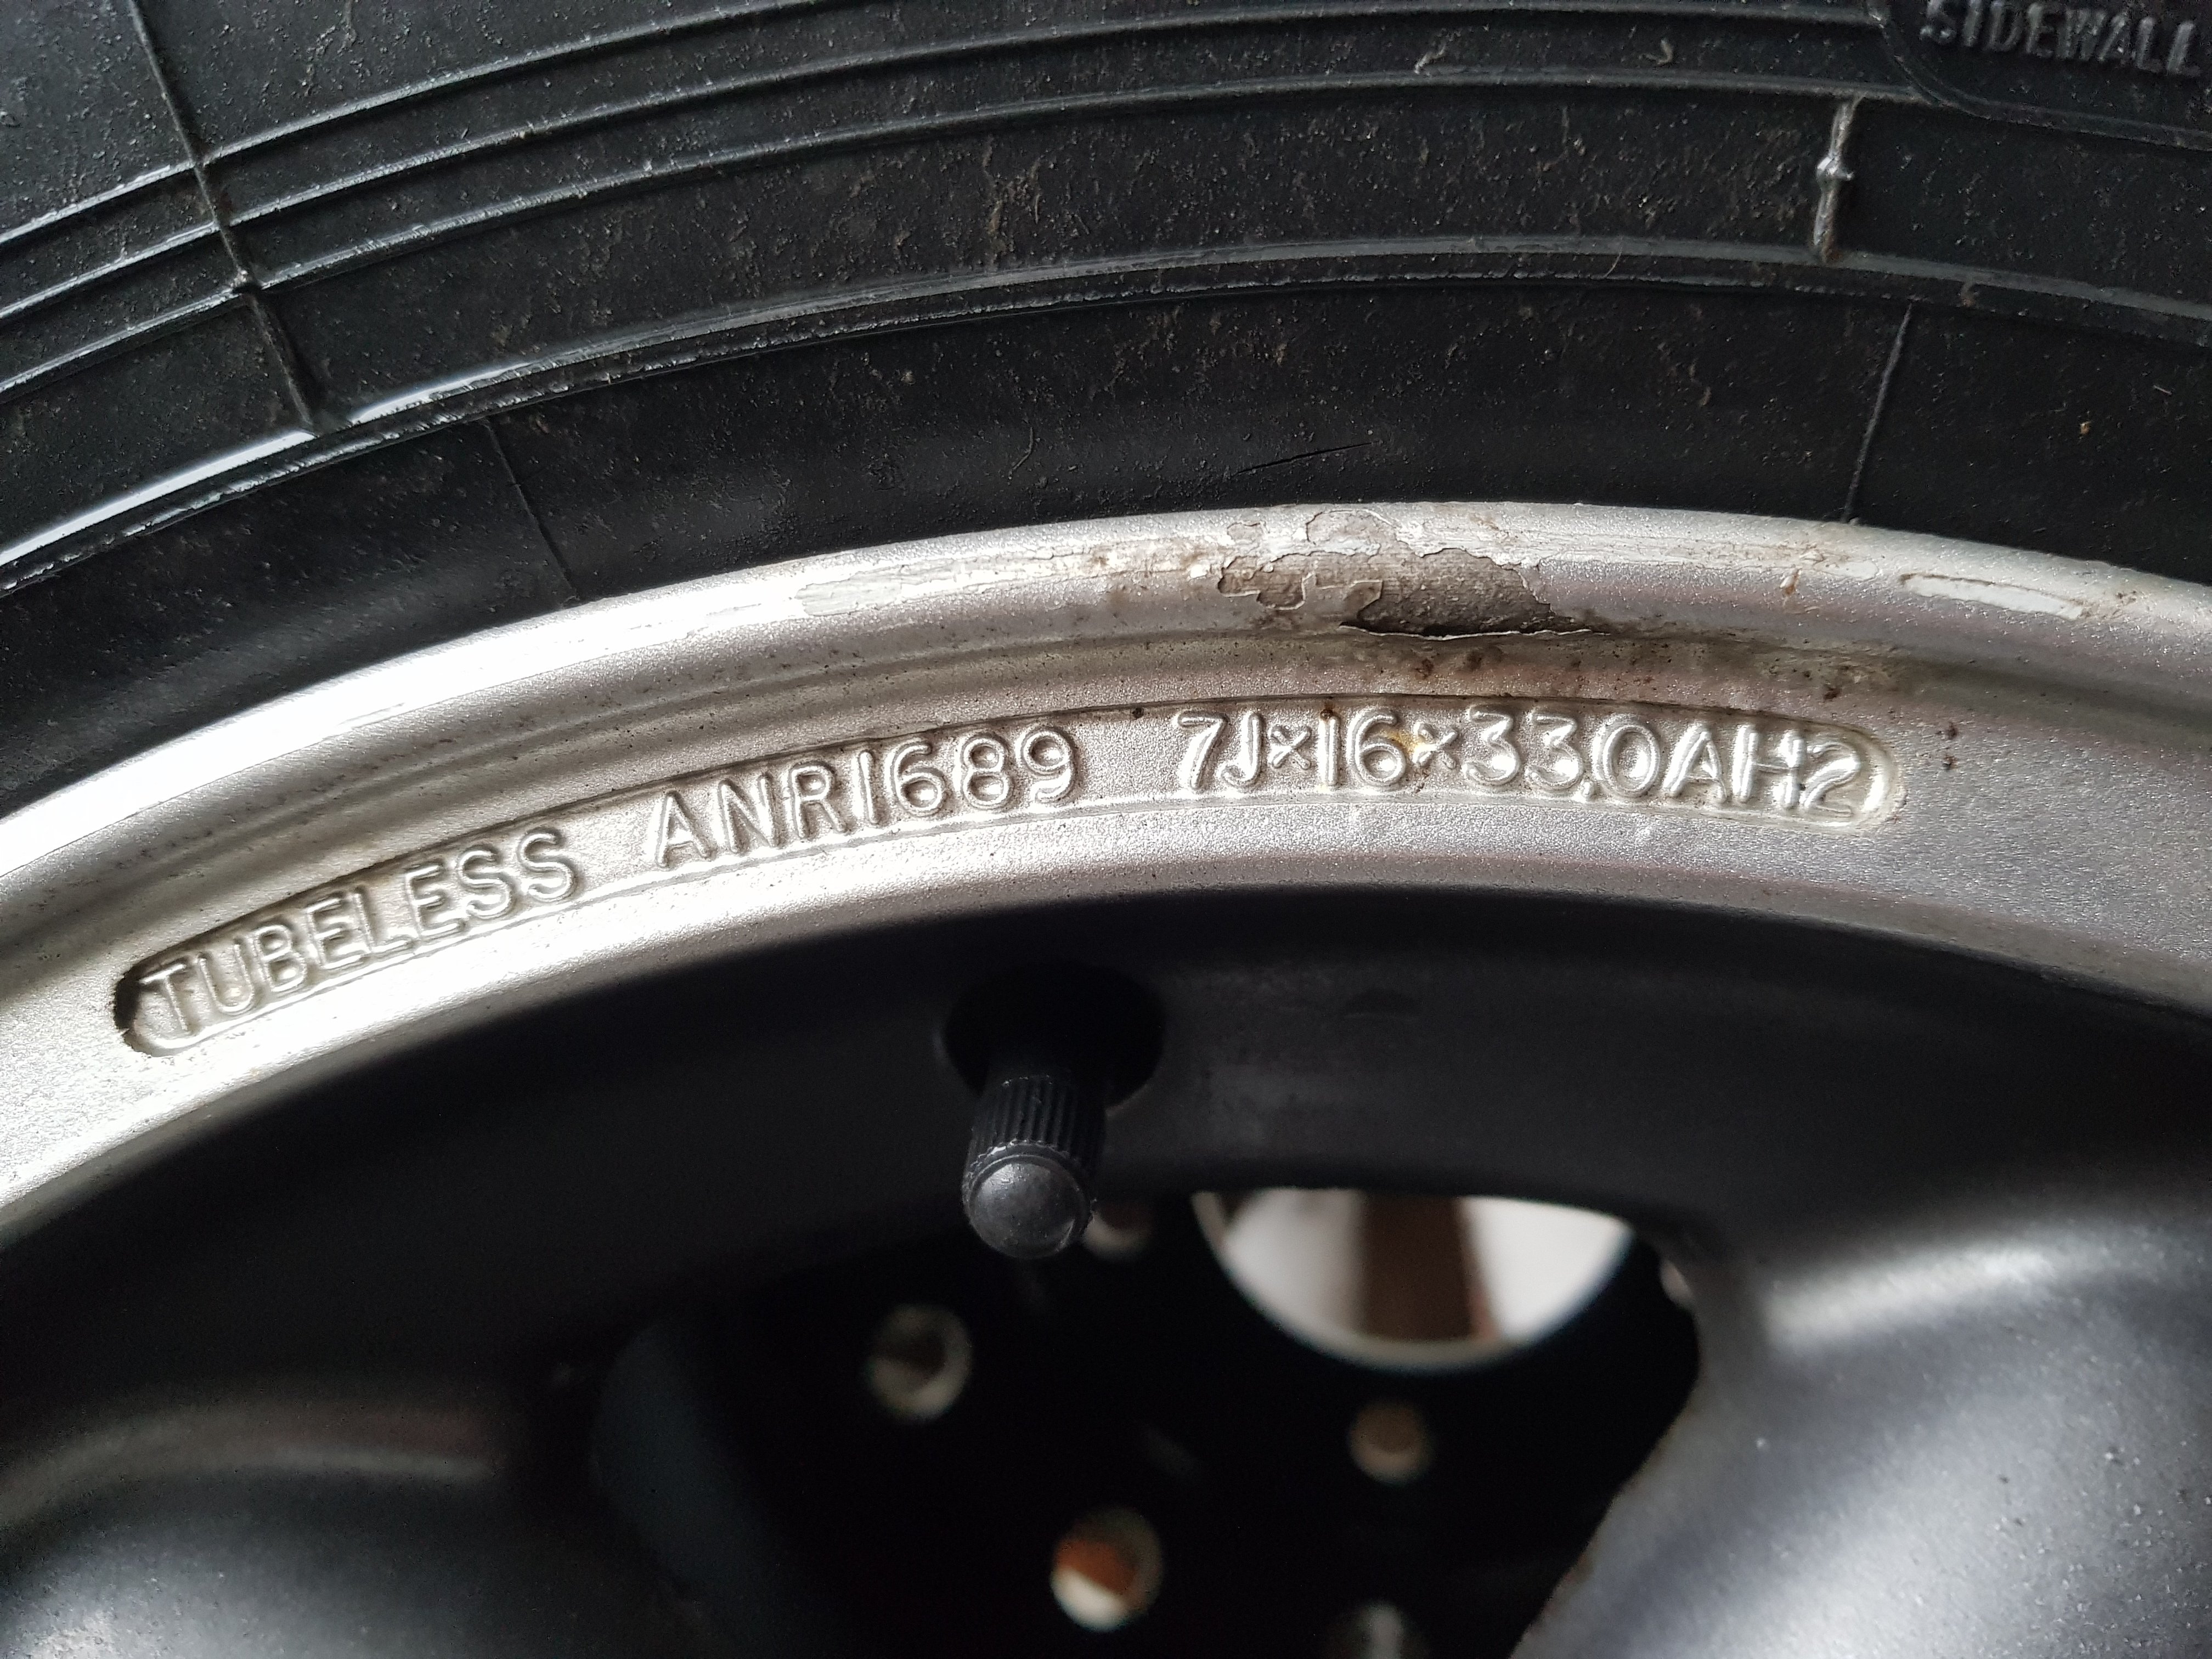 SIDEWALL
TUBELESS ANR1689 7J×16×33.0AH2